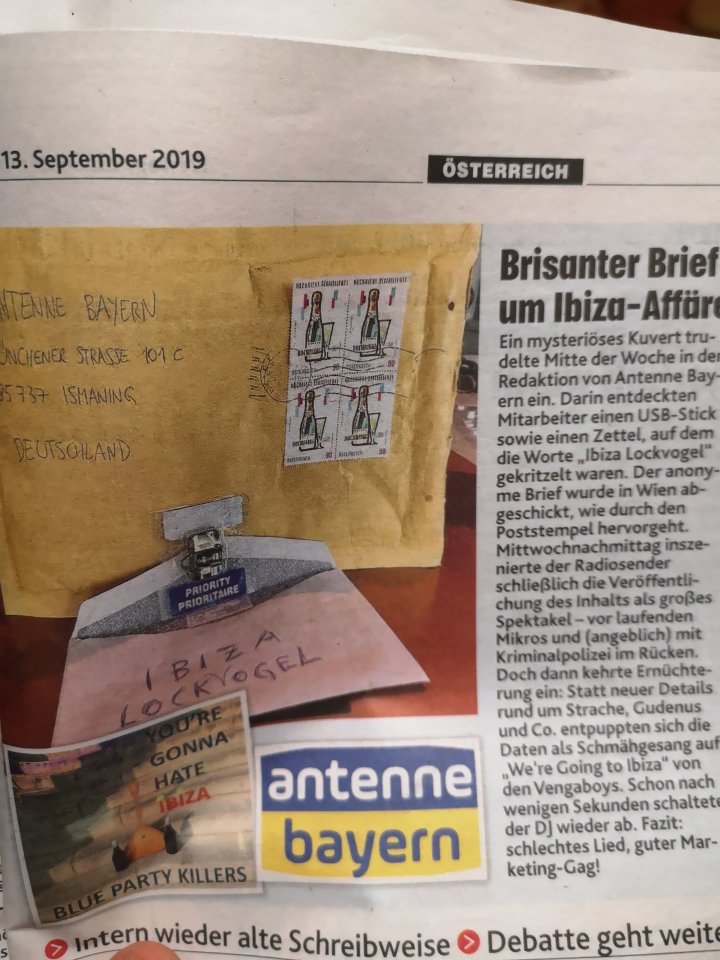 13. September 2019
ÖSTERREICH
NTENNE BAYERN
ÜNCHENER STRASSE 101 C
85737 ISMANING
DEUTSCHLAND
PRIORITY
PRIORITAIRE
IBIZA
LOCKVOGEL
YOU'RE
GONNA
HATE
IBIZA
BLUE PARTY KILLERS
antenne
bayern
Brisanter Brief
um Ibiza-Affäre
Ein mysteriöses Kuvert tru-
delte Mitte der Woche in der
Redaktion von Antenne Bay-
ern ein. Darin entdeckten
Mitarbeiter einen USB-Stick
sowie einen Zettel, auf dem
die Worte „Ibiza Lockvogel“
gekritzelt waren. Der anony-
me Brief wurde in Wien ab-
geschickt, wie durch den
Poststempel hervorgeht.
Mittwochnachmittag insze-
nierte der Radiosender
schließlich die Veröffentli-
chung des Inhalts als großes
Spektakel – vor laufenden
Mikros und (angeblich) mit
Kriminalpolizei im Rücken.
Doch dann kehrte Ernüchte-
rung ein: Statt neuer Details
rund um Strache, Gudenus
und Co. entpuppten sich die
Daten als Schmähgesang auf
„We're Going to Ibiza“ von
den Vengaboys. Schon nach
wenigen Sekunden schaltete
der DJ wieder ab. Fazit:
schlechtes Lied, guter Mar-
keting-Gag!
Intern wieder alte Schreibweise Debatte geht weite